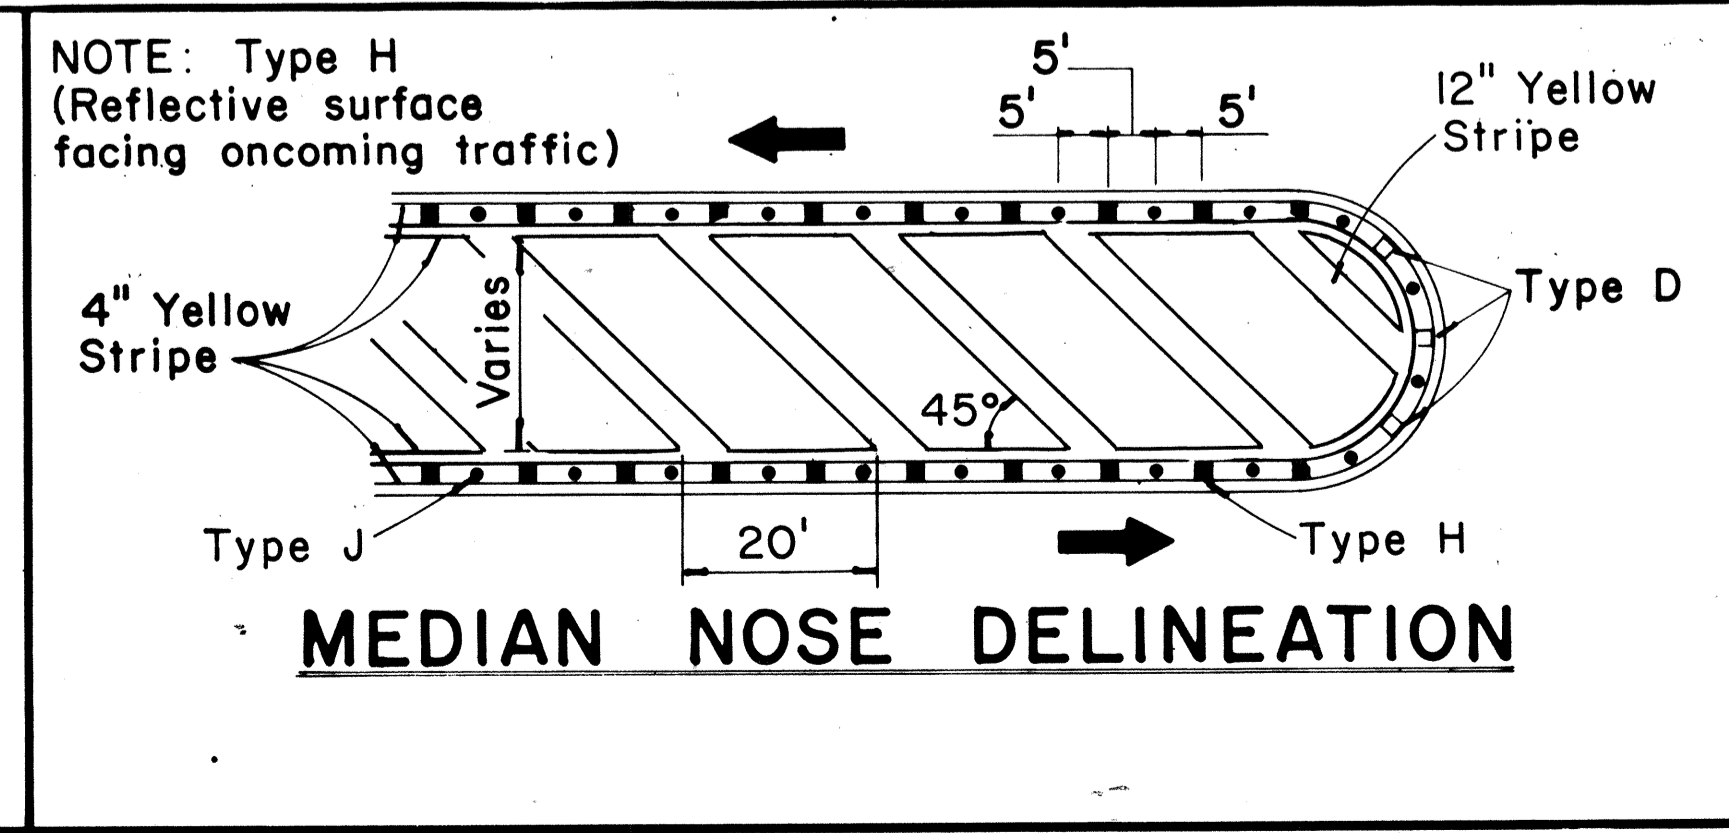 NOTE: Type H
(Reflective surface
facing oncoming traffic)
5'
5'
5'
12" Yellow
Stripe
4" Yellow
Stripe
Varies
45°
Type D
Type J
20'
Type H
MEDIAN NOSE DELINEATION